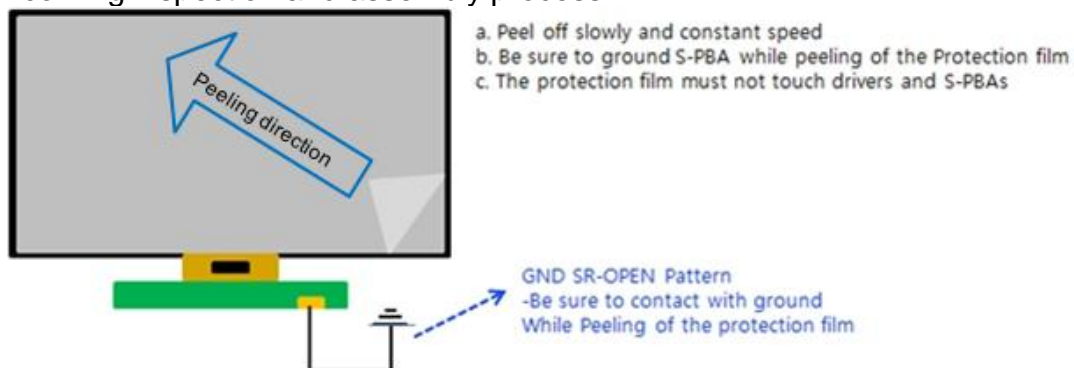 a. Peel off slowly and constant speed
b. Be sure to ground S-PBA while peeling of the Protection film
c. The protection film must not touch drivers and S-PBAs
Peeling direction
GND SR-OPEN Pattern
-Be sure to contact with ground
While Peeling of the protection film